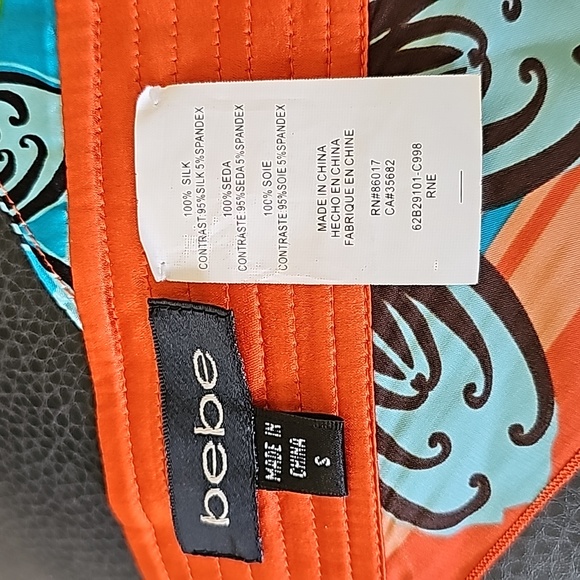 100% SILK
CONTRASTE:95%SILK 5%SPANDEX
100%SEDA
CONTRASTE 95%SEDA 5%SPANDEX
100% SOIE
CONTRASTE 95%SOIE 5%SPANDEX
MADE IN CHINA
HECHO EN CHINA
FABRIQUE EN CHINE
RN#86017
CA#35682
62B29101-C998
RNE
bebe
MADE IN
CHINA
S